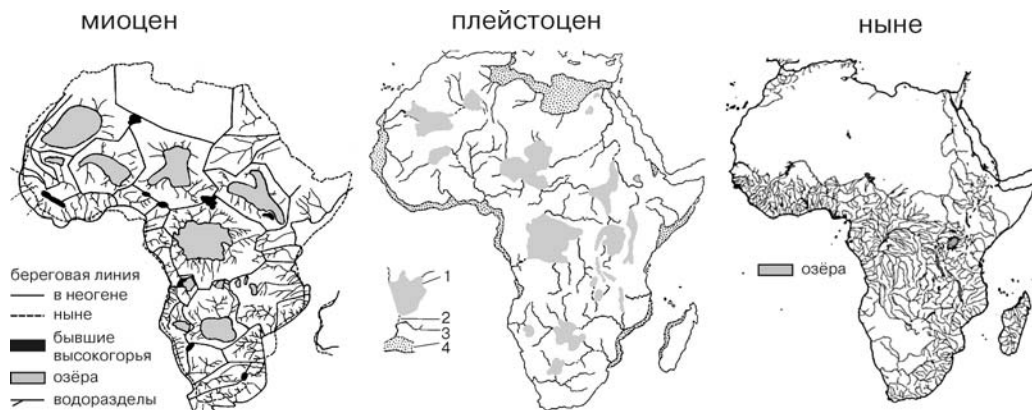 миоцен
плейстоцен
ныне
береговая линия
в неогене
ныне
бывшие
высокогорья
озёра
водоразделы
1
2
3
4
озёра